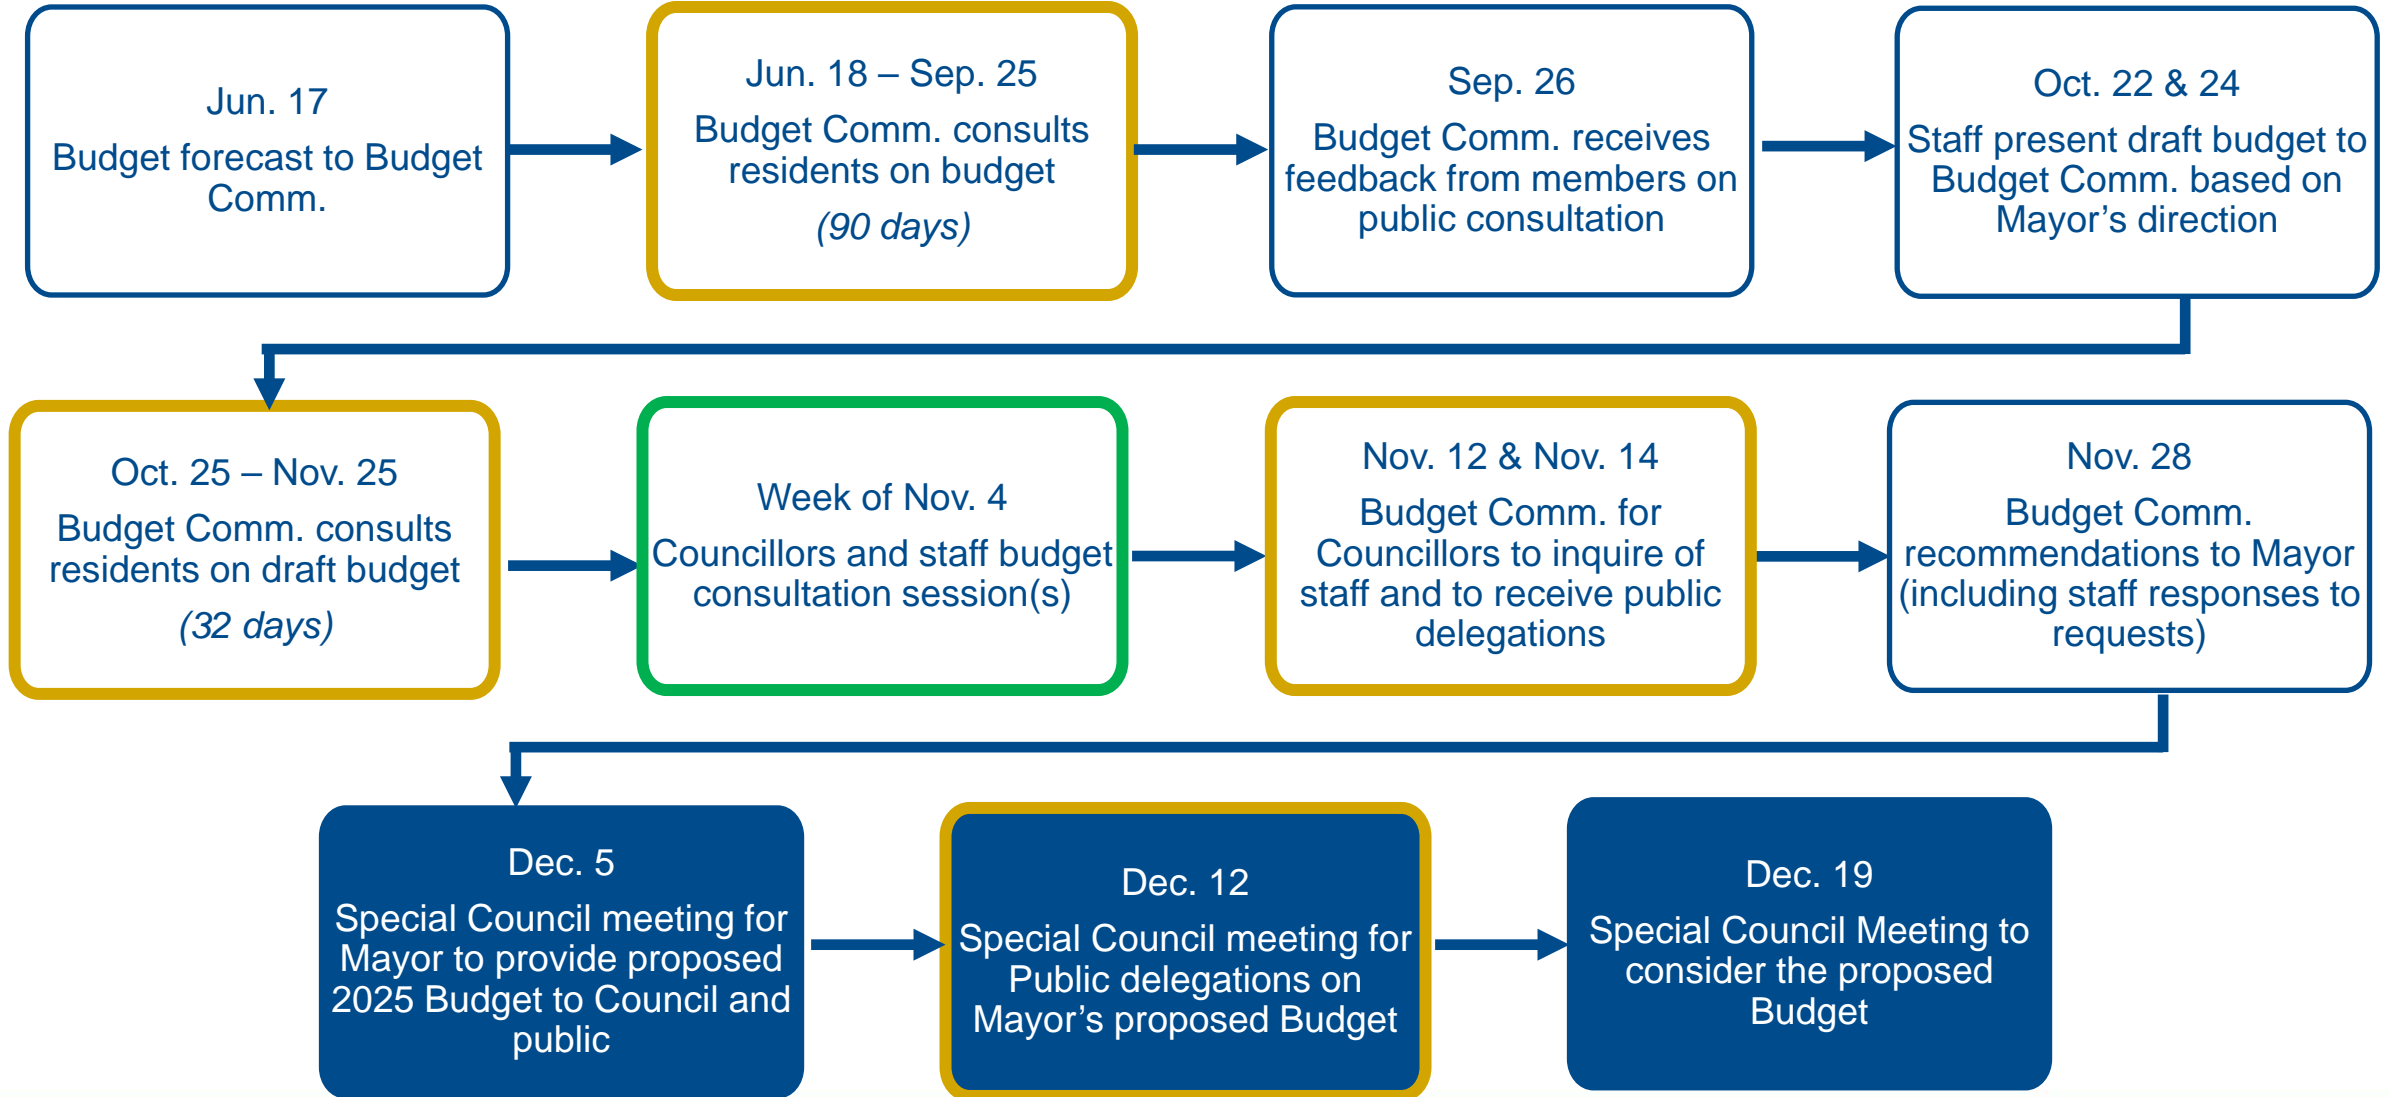 Jun. 17
Budget forecast to Budget
Comm.
Jun. 18 – Sep. 25
Budget Comm. consults
residents on budget
(90 days)
Sep. 26
Budget Comm. receives
feedback from members on
public consultation
Oct. 22 & 24
Staff present draft budget to
Budget Comm. based on
Mayor’s direction
Oct. 25 – Nov. 25
Budget Comm. consults
residents on draft budget
(32 days)
Week of Nov. 4
Councillors and staff budget
consultation session(s)
Nov. 12 & Nov. 14
Budget Comm. for
Councillors to inquire of
staff and to receive public
delegations
Nov. 28
Budget Comm.
recommendations to Mayor
(including staff responses to
requests)
Dec. 5
Special Council meeting for
Mayor to provide proposed
2025 Budget to Council and
public
Dec. 12
Special Council meeting for
Public delegations on
Mayor’s proposed Budget
Dec. 19
Special Council Meeting to
consider the proposed
Budget